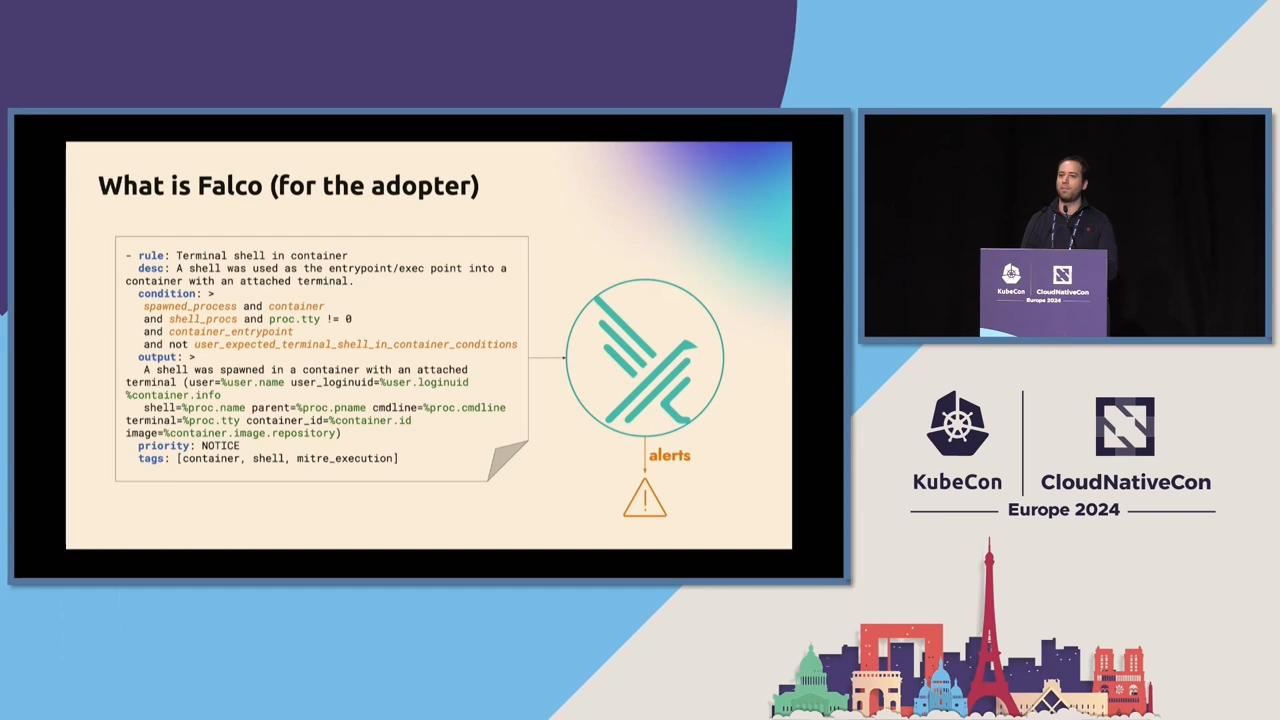 What is Falco (for the adopter)
- rule: Terminal shell in container
desc: A shell was used as the entrypoint/exec point into a
container with an attached terminal.
condition: >
spawned_process and container
and shell_procs and proc.tty != 0
and container_entrypoint
and not user_expected_terminal_shell_in_container_conditions
output: >
A shell was spawned in a container with an attached
terminal (user=%user.name user_loginuid=%user.loginuid
%container.info
shell=%proc.name parent=%proc.pname cmdline=%proc.cmdline
terminal=%proc.tty container_id=%container.id
image=%container.image.repository)
priority: NOTICE
tags: [container, shell, mitre_execution]
alerts
KubeCon CloudNativeCon
Europe 2024
KubeCon CloudNativeCon
Europe 2024